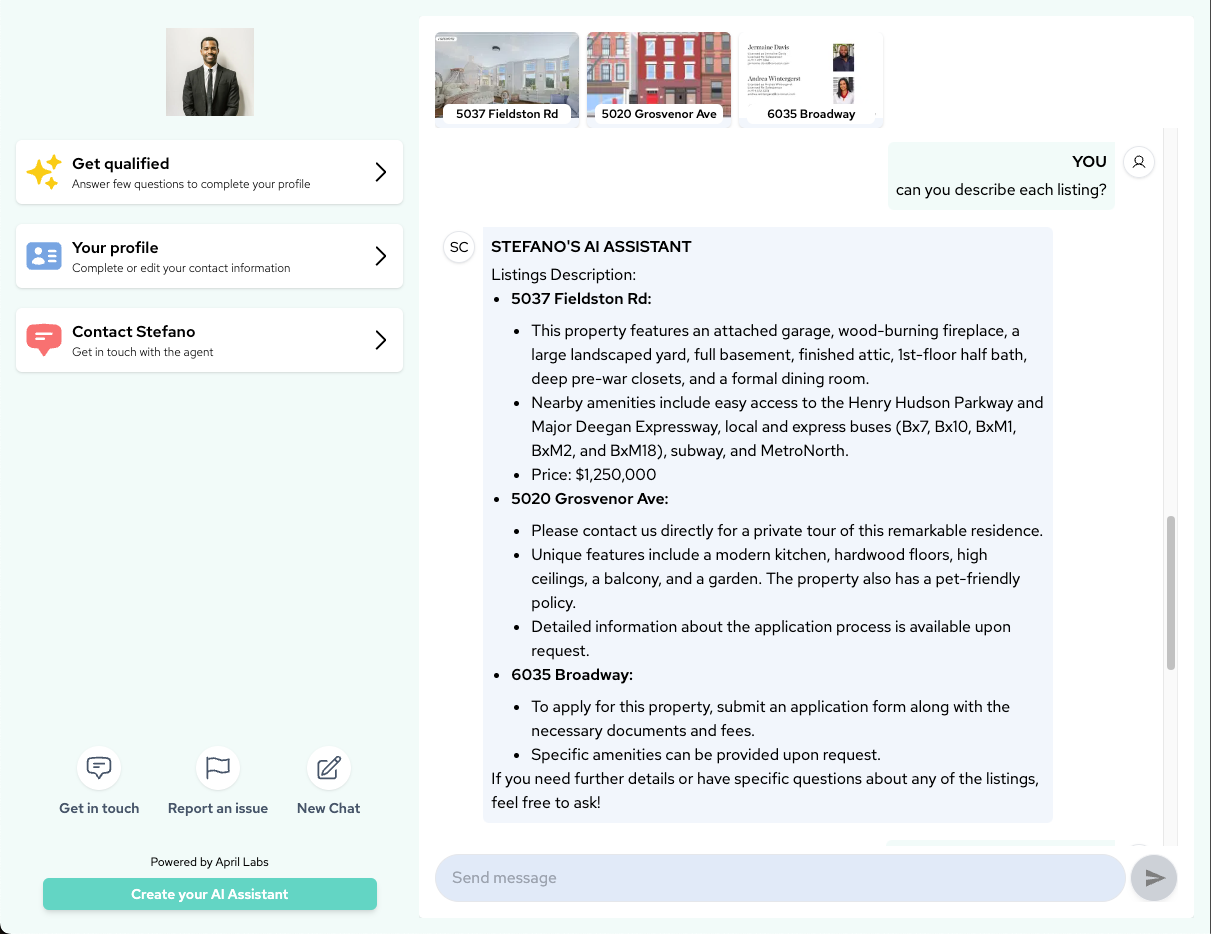 Get qualified
Answer few questions to complete your profile
Your profile
Complete or edit your contact information
Contact Stefano
Get in touch with the agent
Get in touch
Report an issue
New Chat
Powered by April Labs
Create your AI Assistant
5037 Fieldston Rd
5020 Grosvenor Ave
Jermaine Davis
Andrea Wintergerst
6035 Broadway
YOU
can you describe each listing?
SC
STEFANO'S AI ASSISTANT
Listings Description:
• 5037 Fieldston Rd:
• This property features an attached garage, wood-burning fireplace, a
large landscaped yard, full basement, finished attic, 1st-floor half bath,
deep pre-war closets, and a formal dining room.
• Nearby amenities include easy access to the Henry Hudson Parkway and
Major Deegan Expressway, local and express buses (Bx7, Bx10, BxM1,
BxM2, and BxM18), subway, and MetroNorth.
• Price: $1,250,000
• 5020 Grosvenor Ave:
• Please contact us directly for a private tour of this remarkable residence.
• Unique features include a modern kitchen, hardwood floors, high
ceilings, a balcony, and a garden. The property also has a pet-friendly
policy.
• Detailed information about the application process is available upon
request.
• 6035 Broadway:
• To apply for this property, submit an application form along with the
necessary documents and fees.
• Specific amenities can be provided upon request.
If you need further details or have specific questions about any of the listings,
feel free to ask!
Send message